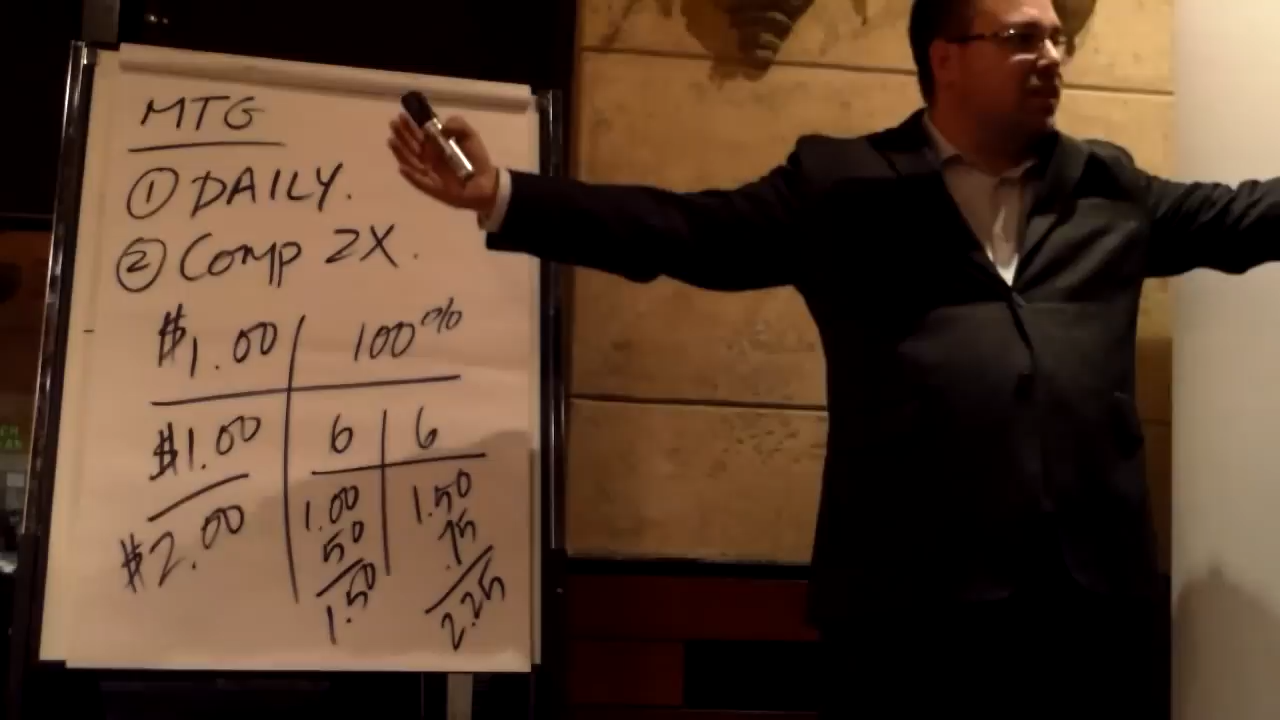 MTG
① DAILY.
② Comp 2X.
$1.00 100%
$1.00 6 6
$2.00 1.00 1.50
50 .75
1.50 2.25